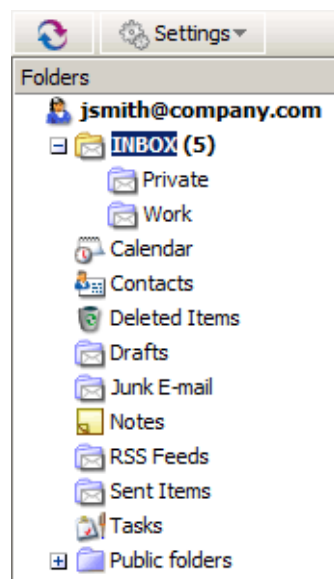 Settings
Folders
jsmith@company.com
INBOX (5)
Private
Work
Calendar
Contacts
Deleted Items
Drafts
Junk E-mail
Notes
RSS Feeds
Sent Items
Tasks
Public folders